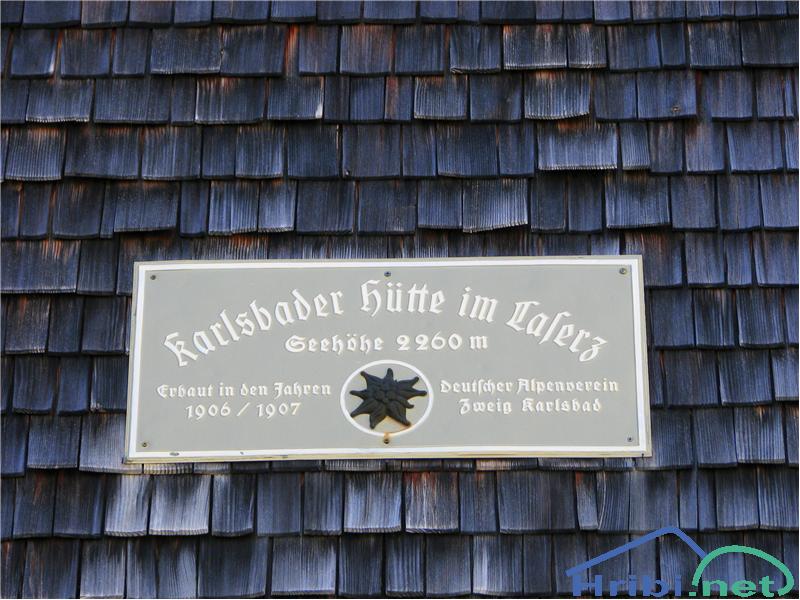 Karlsbader Hütte im Laſerz
Seehöhe 2260 m
Erbaut in den Jahren
1906 / 1907
Deutſcher Alpenverein
Zweig Karlsbad
Hribi.net